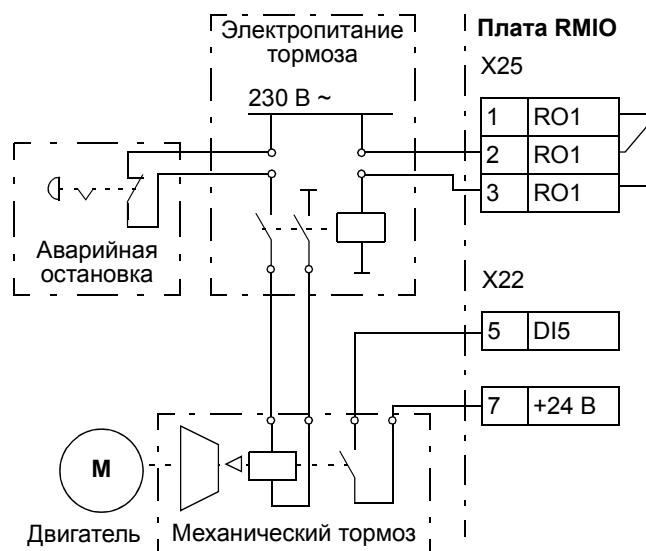 Электропитание
тормоза
230 В ~
Плата RMIO
X25
1 RO1
2 RO1
3 RO1
Аварийная
остановка
X22
5 DI5
7 +24 В
M
Двигатель
Механический тормоз